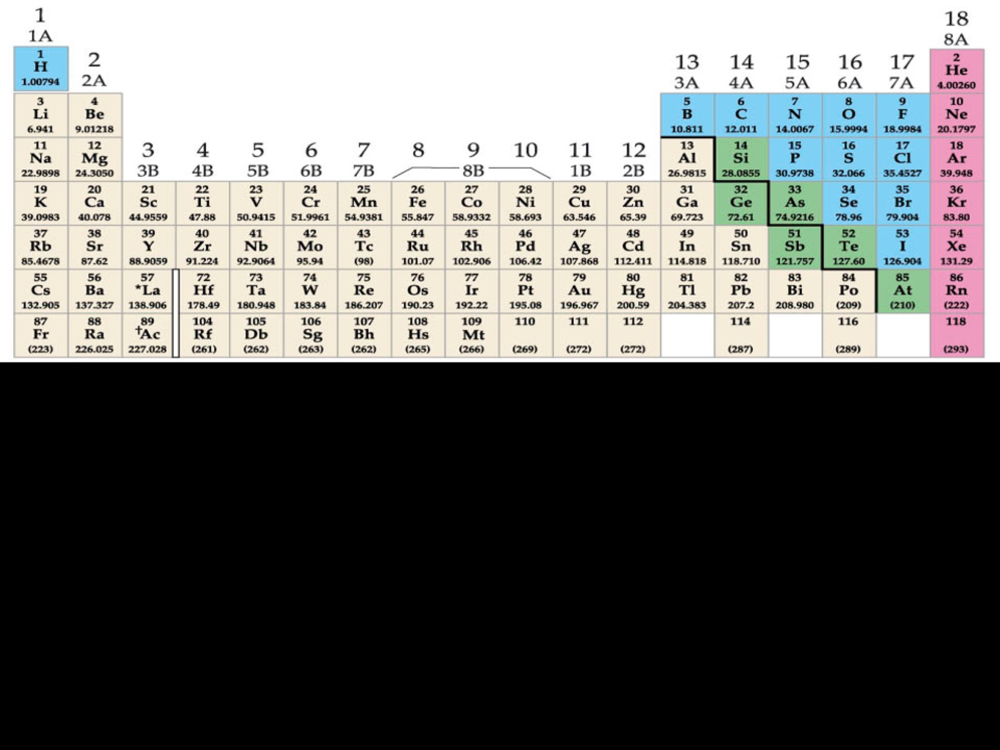 1 18
1A 8A
1 2 13 14 15 16 17 2
H 2A 3A 4A 5A 6A 7A He
1.00794 4.00260
3 4 5 6 7 8 9 10
Li Be B C N O F Ne
6.941 9.01218 10.811 12.011 14.0067 15.9994 18.9984 20.1797
11 12 3 4 5 6 7 8 9 10 11 12 13 14 15 16 17 18
Na Mg 3B 4B 5B 6B 7B 8B 1B 2B Al Si P S Cl Ar
22.9898 24.3050 26.9815 28.0855 30.9738 32.066 35.4527 39.948
19 20 21 22 23 24 25 26 27 28 29 30 31 32 33 34 35 36
K Ca Sc Ti V Cr Mn Fe Co Ni Cu Zn Ga Ge As Se Br Kr
39.0983 40.078 44.9559 47.88 50.9415 51.9961 54.9381 55.847 58.9332 58.693 63.546 65.39 69.723 72.61 74.9216 78.96 79.904 83.80
37 38 39 40 41 42 43 44 45 46 47 48 49 50 51 52 53 54
Rb Sr Y Zr Nb Mo Tc Ru Rh Pd Ag Cd In Sn Sb Te I Xe
85.4678 87.62 88.9059 91.224 92.9064 95.94 (98) 101.07 102.906 106.42 107.868 112.411 114.818 118.710 121.757 127.60 126.904 131.29
55 56 57 72 73 74 75 76 77 78 79 80 81 82 83 84 85 86
Cs Ba *La Hf Ta W Re Os Ir Pt Au Hg Tl Pb Bi Po At Rn
132.905 137.327 138.906 178.49 180.948 183.84 186.207 190.23 192.22 195.08 196.967 200.59 204.383 207.2 208.980 (209) (210) (222)
87 88 89 104 105 106 107 108 109 110 111 112 114 116 118
Fr Ra †Ac Rf Db Sg Bh Hs Mt
(223) 226.025 227.028 (261) (262) (263) (262) (265) (266) (269) (272) (272) (287) (289) (293)